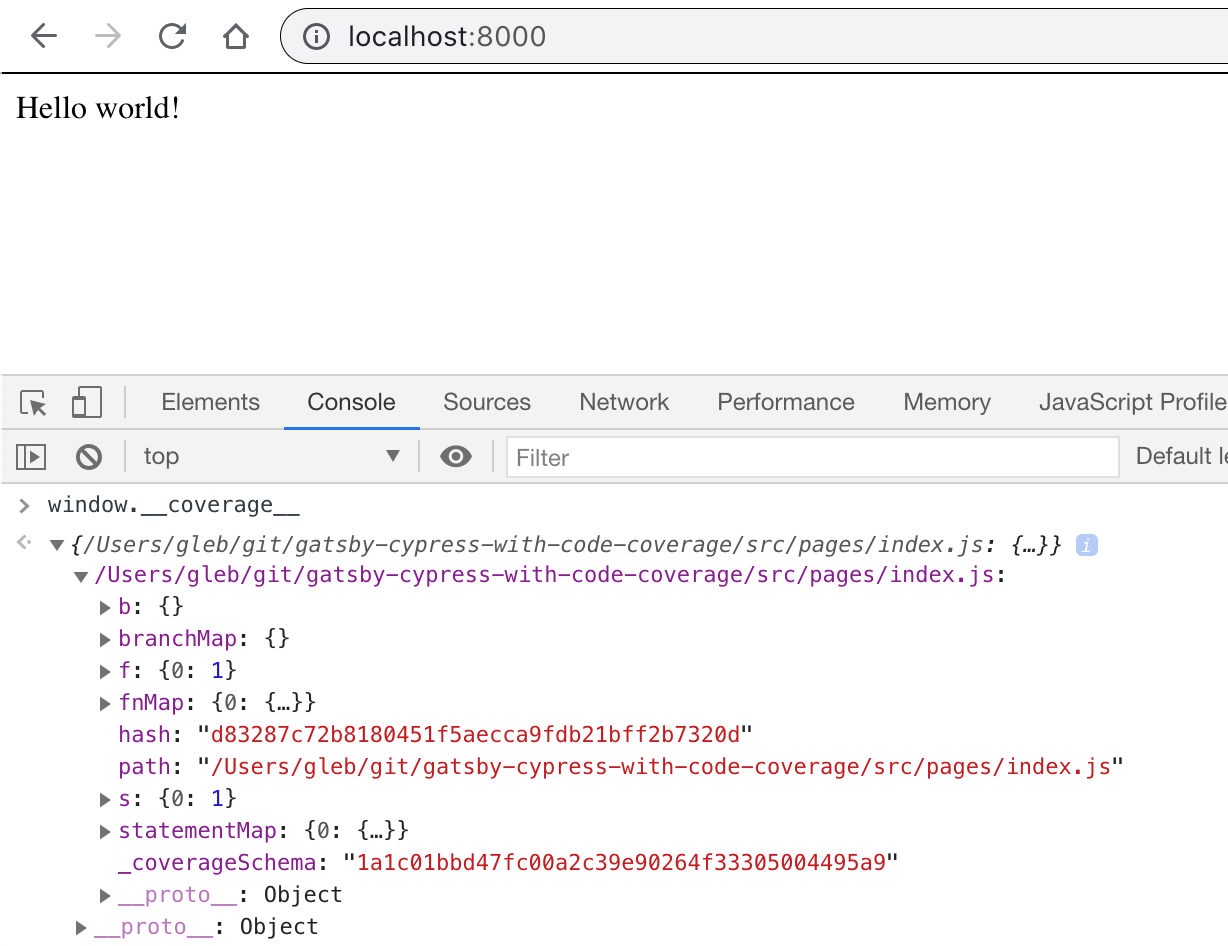 localhost:8000
Hello world!
Elements Console Sources Network Performance Memory JavaScript Profile
top Filter Default le
window.__coverage__
{/Users/gleb/git/gatsby-cypress-with-code-coverage/src/pages/index.js: {…}} i
/Users/gleb/git/gatsby-cypress-with-code-coverage/src/pages/index.js:
b: {}
branchMap: {}
f: {0: 1}
fnMap: {0: {…}}
hash: "d83287c72b8180451f5aecca9fdb21bff2b7320d"
path: "/Users/gleb/git/gatsby-cypress-with-code-coverage/src/pages/index.js"
s: {0: 1}
statementMap: {0: {…}}
_coverageSchema: "1a1c01bbd47fc00a2c39e90264f33305004495a9"
__proto__: Object
__proto__: Object